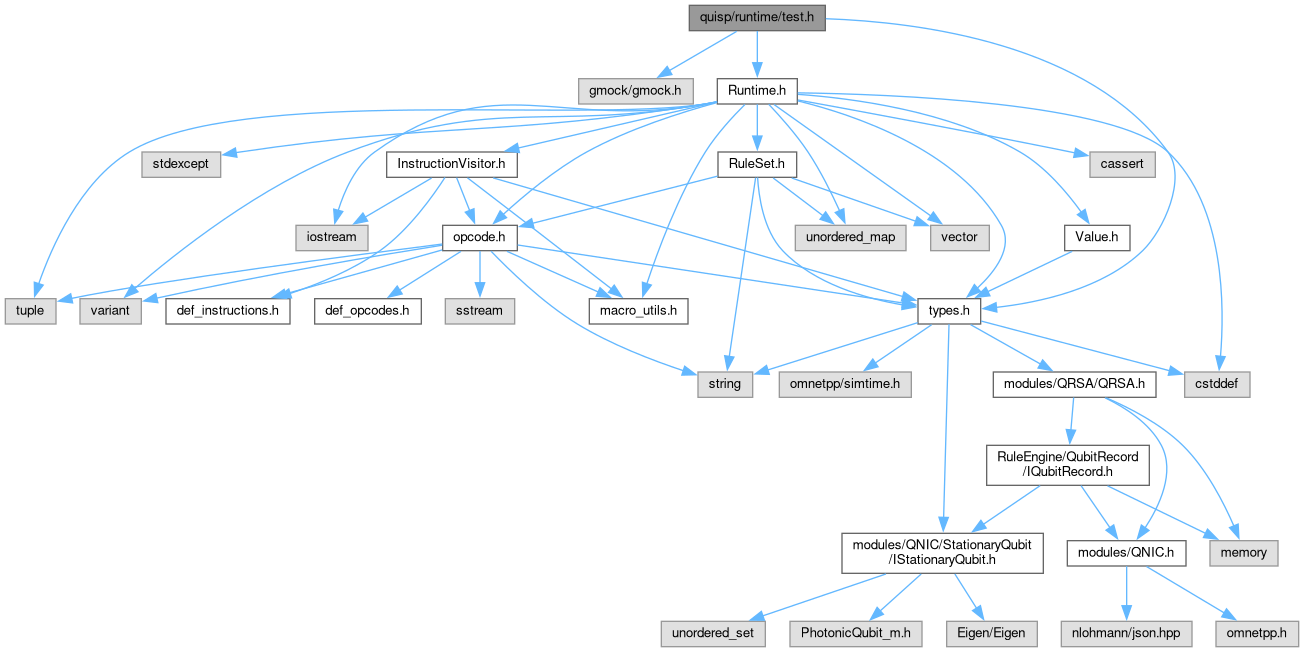 quisp/runtime/test.h
gmock/gmock.h
Runtime.h
stdexcept
InstructionVisitor.h
RuleSet.h
cassert
iostream
opcode.h
unordered_map
vector
Value.h
tuple
variant
def_instructions.h
def_opcodes.h
sstream
macro_utils.h
types.h
string
omnetpp/simtime.h
modules/QRSA/QRSA.h
cstddef
RuleEngine/QubitRecord
/IQubitRecord.h
modules/QNIC/StationaryQubit
/IStationaryQubit.h
modules/QNIC.h
memory
unordered_set
PhotonicQubit_m.h
Eigen/Eigen
nlohmann/json.hpp
omnetpp.h